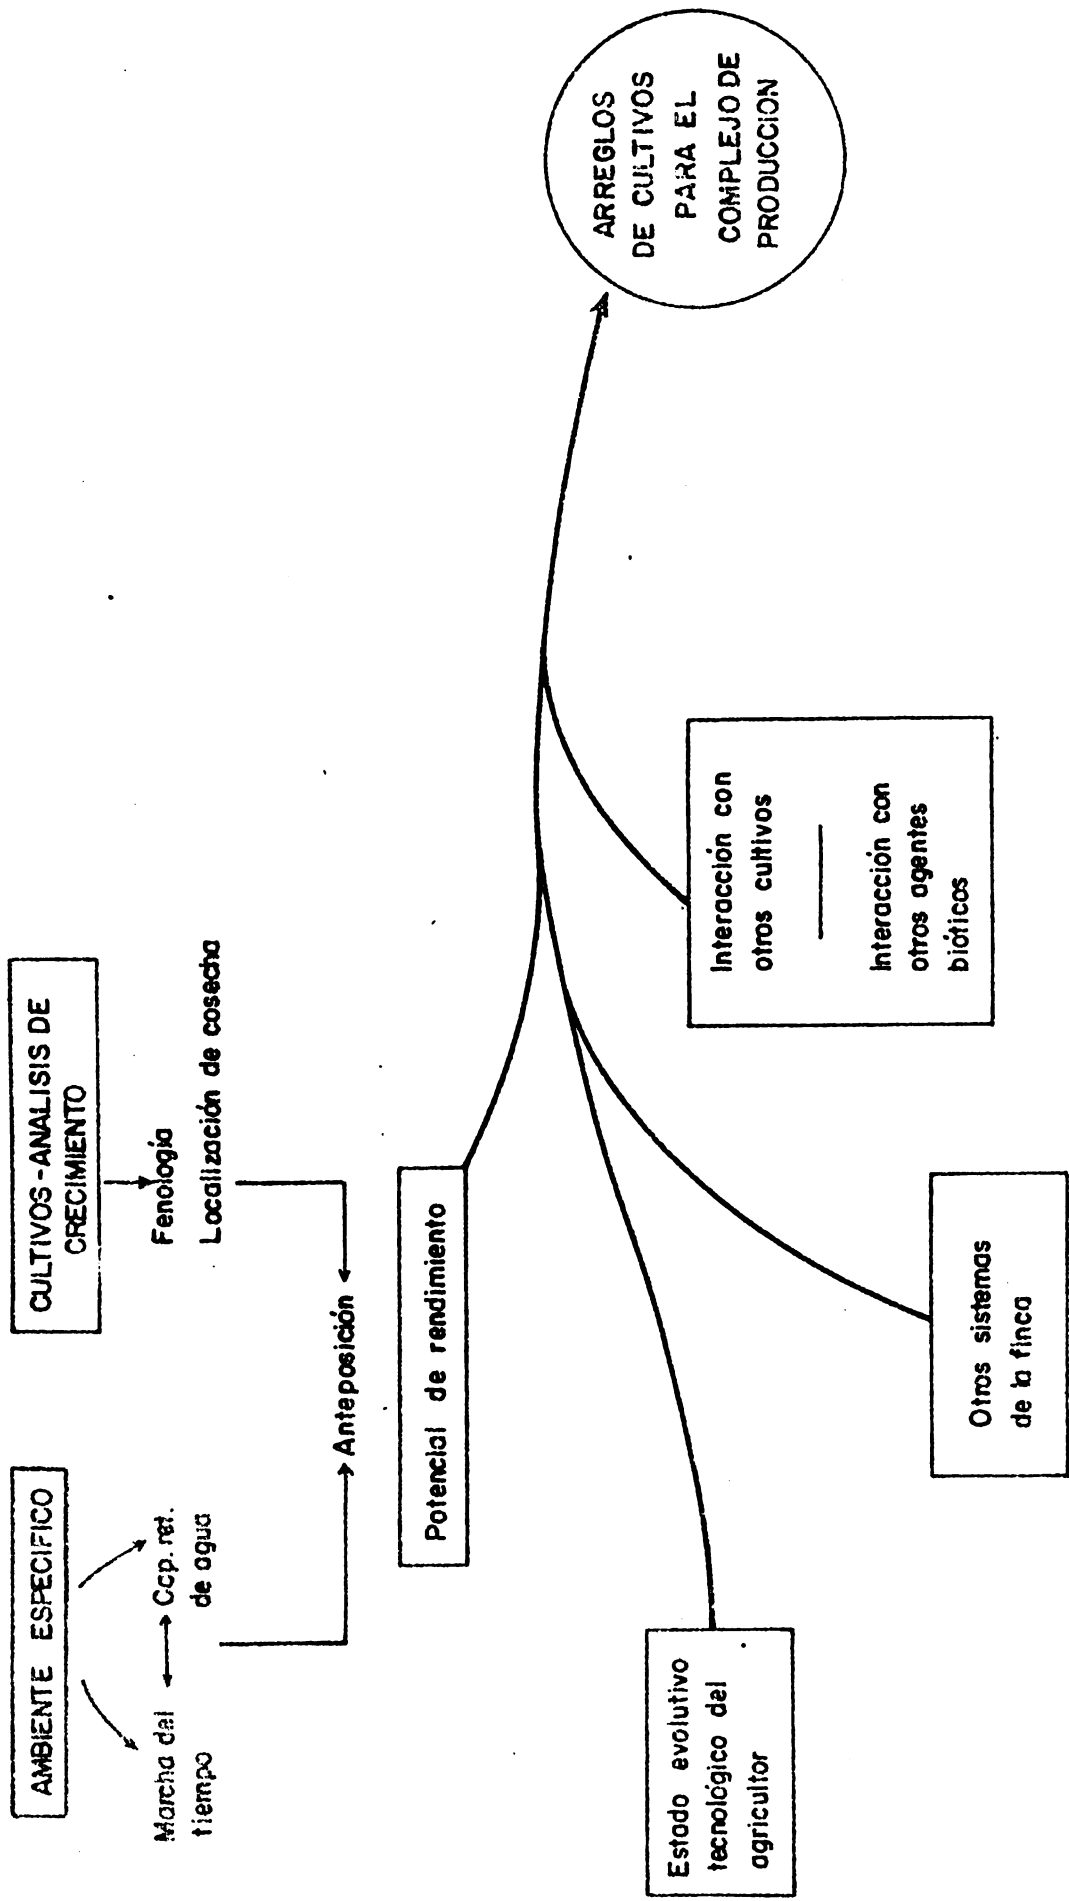 AMBIENTE ESPECIFICO
Marcha del
tiempo
Cap. ret.
de agua
CULTIVOS-ANALISIS DE
CRECIMIENTO
Fenología
Localización de cosecha
Anteposición
Potencial de rendimiento
Estado evolutivo
tecnológico del
agricultor
Otros sistemas
de la finca
Interacción con
otros cultivos
Interacción con
otros agentes
bióticos
ARREGLOS
DE CULTIVOS
PARA EL
COMPLEJO DE
PRODUCCION